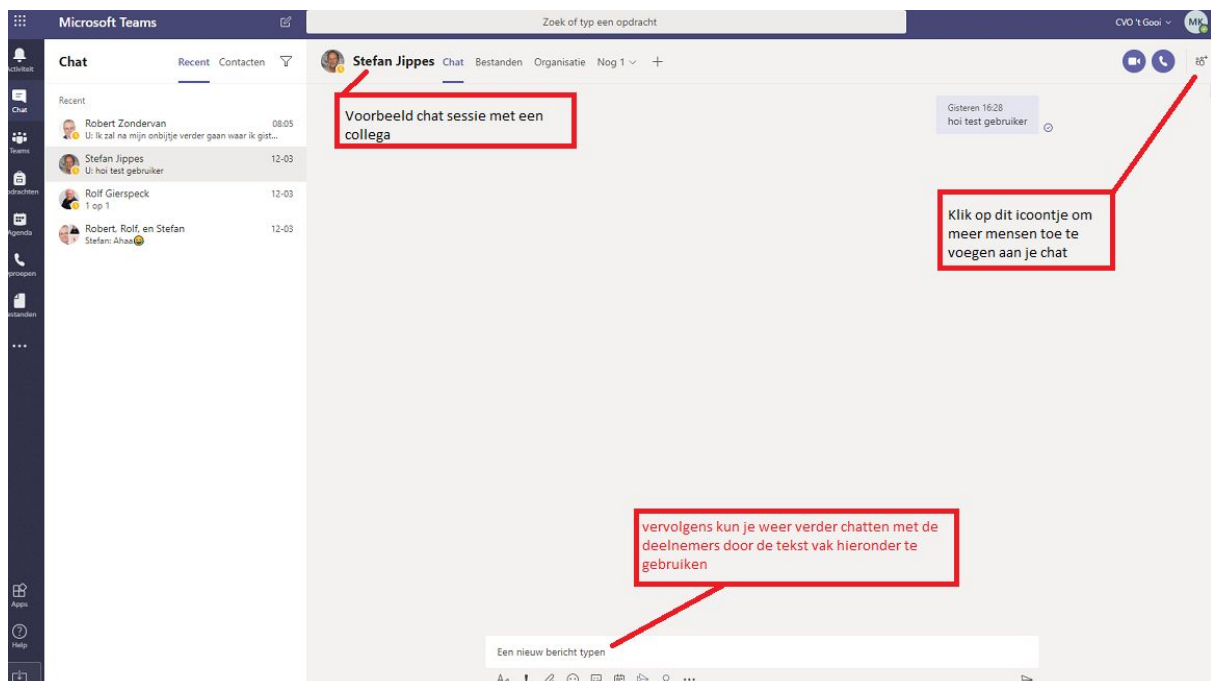 Microsoft Teams
Zoek of typ een opdracht
CVO 't Gooi
MK
Activiteit
Chat
Teams
pdrachten
Agenda
proepen
estanden
...
Apps
Help
Chat
Recent Contacten
Recent
Robert Zondervan 08:05
U: Ik zal na mijn onbijtje verder gaan waar ik gist...
Stefan Jippes 12-03
U: hoi test gebruiker
Rolf Gierspeck 12-03
1 op 1
Robert, Rolf, en Stefan 12-03
Stefan: Ahaa
Stefan Jippes Chat Bestanden Organisatie Nog 1
Voorbeeld chat sessie met een
collega
Gisteren 16:28
hoi test gebruiker
Klik op dit icoontje om
meer mensen toe te
voegen aan je chat
vervolgens kun je weer verder chatten met de
deelnemers door de tekst vak hieronder te
gebruiken
Een nieuw bericht typen